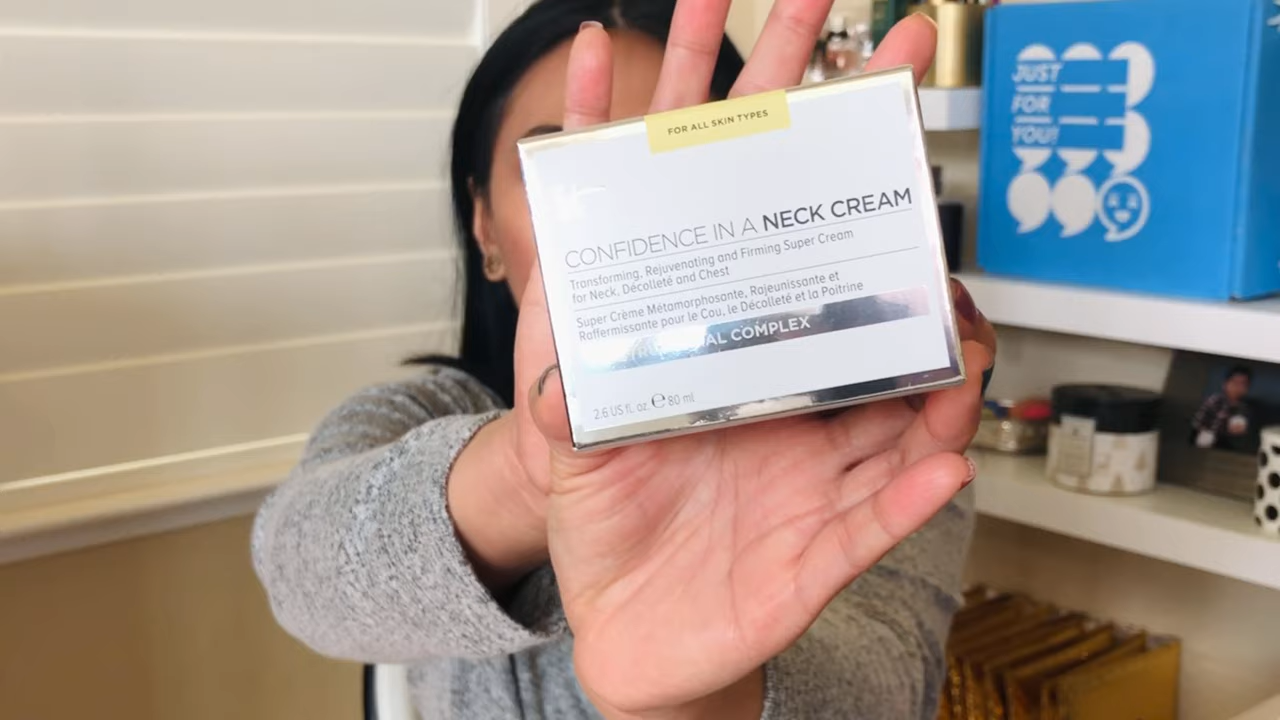 FOR ALL SKIN TYPES
CONFIDENCE IN A NECK CREAM
Transforming, Rejuvenating and Firming Super Cream
for Neck, Décolleté and Chest
Super Crème Métamorphosante, Rajeunissante et
Raffermissante pour le Cou, le Décolleté et la Poitrine
COMPLEX
2.6 US fl. oz. ℮ 80 ml
JUST
FOR
YOU!